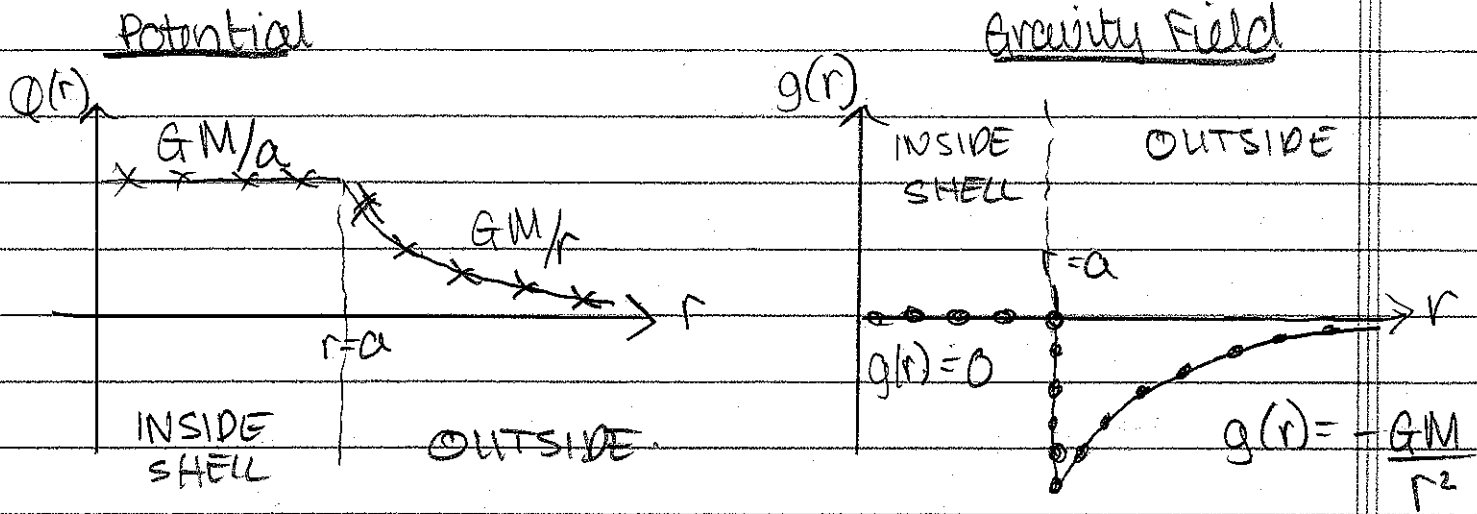 Potential
Φ(r)
GM/a
GM/r
r
r=a
INSIDE
SHELL
OUTSIDE.
Gravity Field
g(r)
INSIDE
SHELL
OUTSIDE
r=a
r
g(r)=0
g(r)= -GM
r²